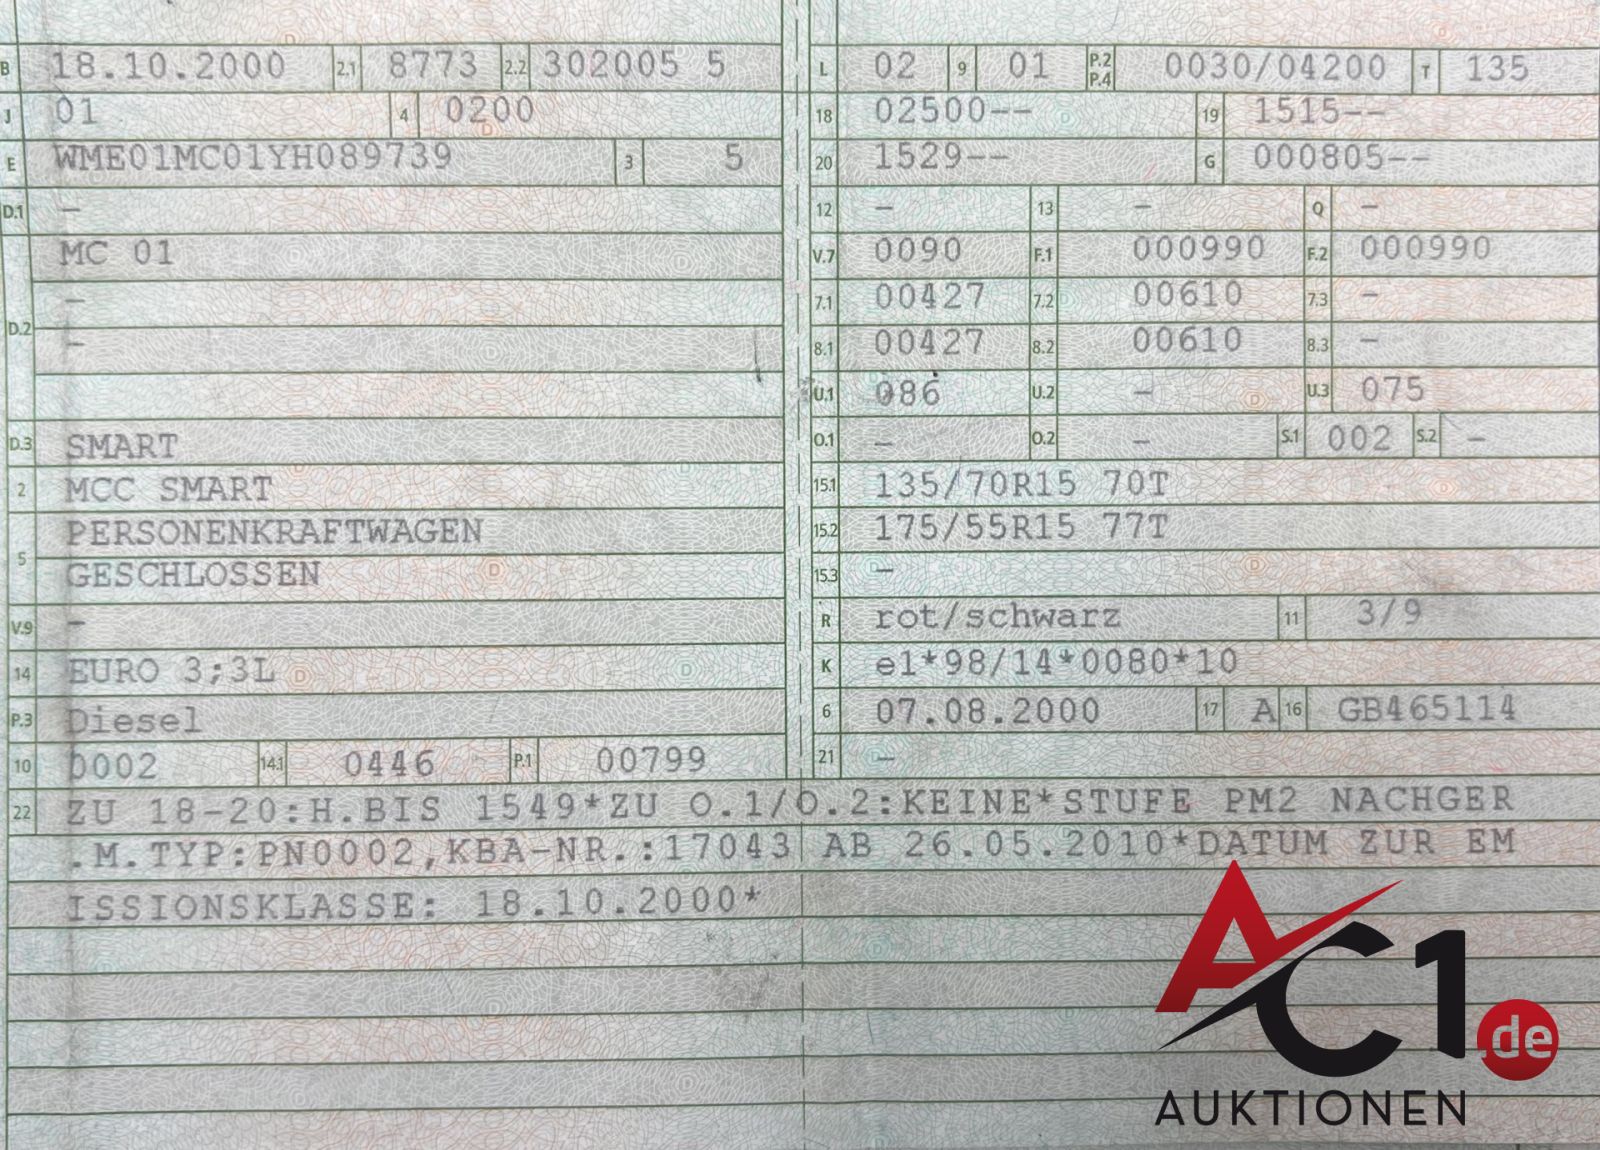 B 18.10.2000 2.1 8773 2.2 302005 5
J 01 4 0200
E WME01MC01YH089739 3 5
D.1 -
MC 01
-
D.2 -
D.3 SMART
2 MCC SMART
PERSONENKRAFTWAGEN
5 GESCHLOSSEN
V.9 -
14 EURO 3;3L
P.3 Diesel
10 0002 14.1 0446 P.1 00799
L 02 9 01 P.2 P.4 0030/04200 T 135
18 02500-- 19 1515--
20 1529-- G 000805--
12 - 13 - Q -
V.7 0090 F.1 000990 F.2 000990
7.1 00427 7.2 00610 7.3 -
8.1 00427 8.2 00610 8.3 -
U.1 086 U.2 - U.3 075
O.1 - O.2 - S.1 002 S.2 -
15.1 135/70R15 70T
15.2 175/55R15 77T
15.3 -
R rot/schwarz 11 3/9
K e1*98/14*0080*10
6 07.08.2000 17 A 16 GB465114
21 -
22 ZU 18-20:H.BIS 1549*ZU O.1/O.2:KEINE*STUFE PM2 NACHGER
.M.TYP:PN0002,KBA-NR.:17043 AB 26.05.2010*DATUM ZUR EM
ISSIONSKLASSE: 18.10.2000*
AC1.de
AUKTIONEN